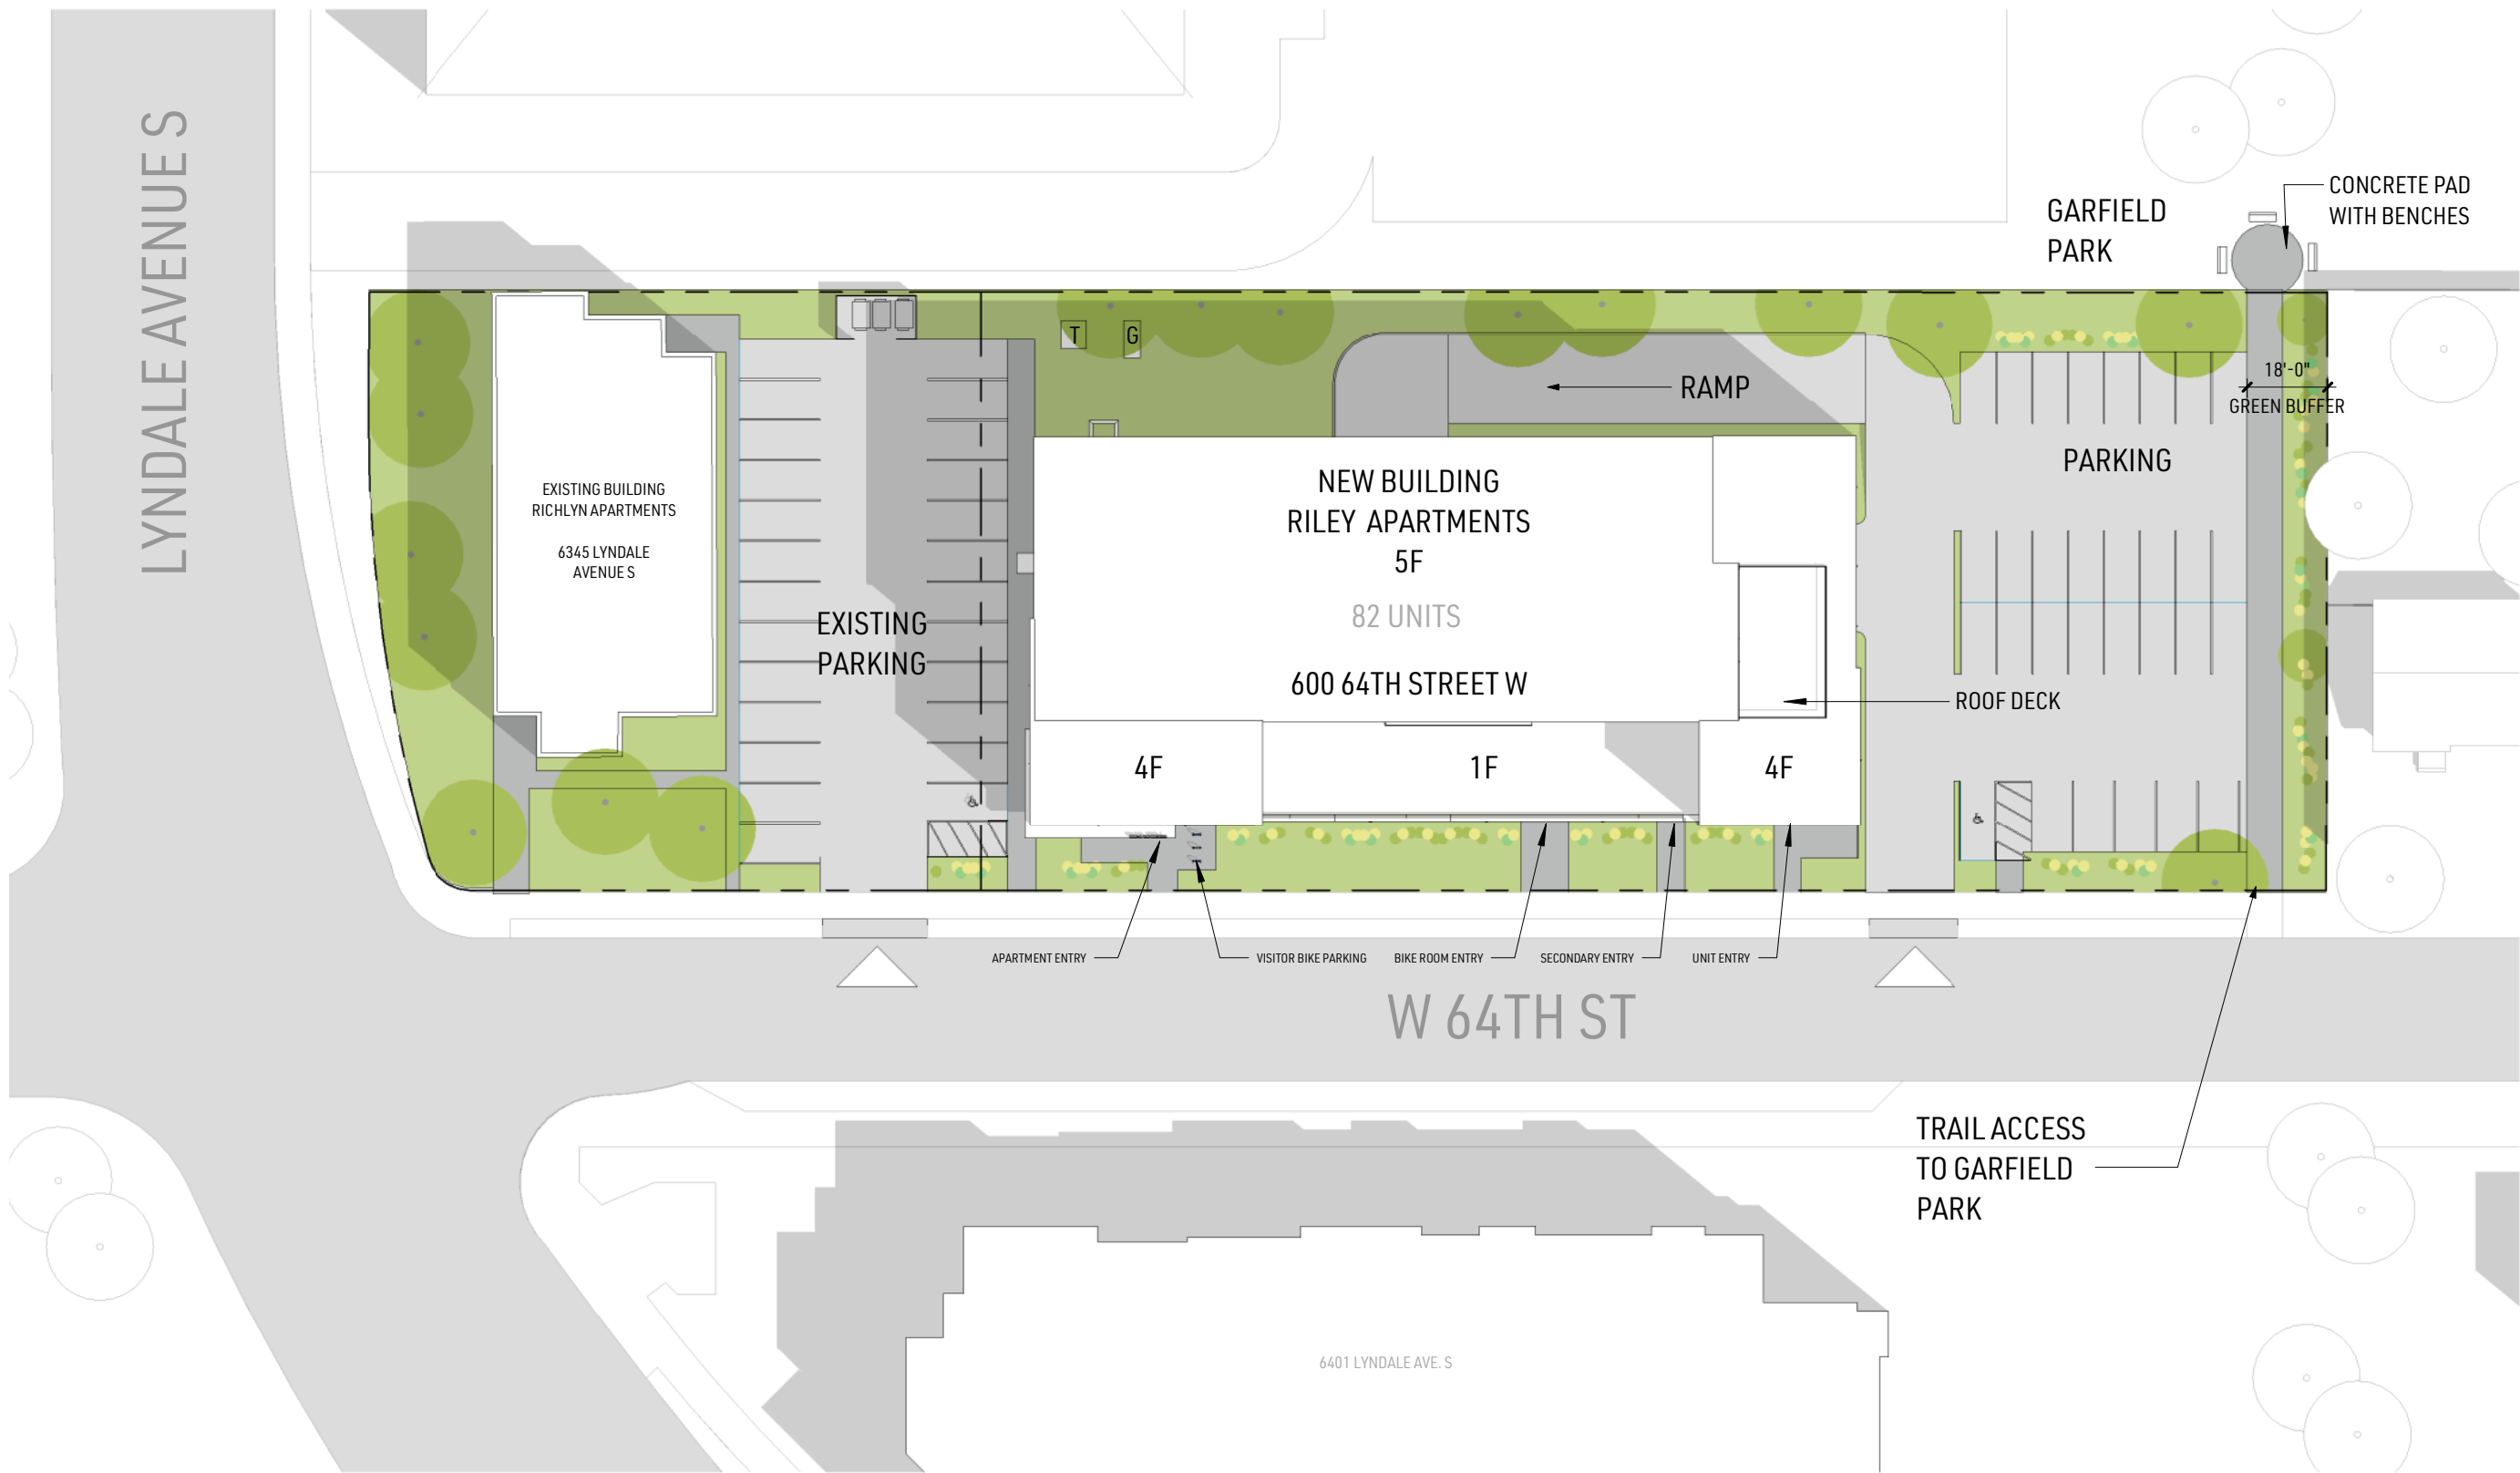 LYNDALE AVENUE S
CONCRETE PAD
WITH BENCHES
GARFIELD
PARK
T
G
18'-0"
GREEN BUFFER
RAMP
PARKING
EXISTING BUILDING
RICHLYN APARTMENTS
6345 LYNDALE
AVENUE S
NEW BUILDING
RILEY APARTMENTS
5F
82 UNITS
600 64TH STREET W
EXISTING
PARKING
ROOF DECK
4F
1F
4F
APARTMENT ENTRY
VISITOR BIKE PARKING
BIKE ROOM ENTRY
SECONDARY ENTRY
UNIT ENTRY
W 64TH ST
TRAIL ACCESS
TO GARFIELD
PARK
6401 LYNDALE AVE. S